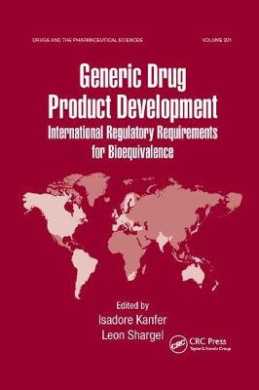 DRUGS AND THE PHARMACEUTICAL SCIENCES
VOLUME 201
Generic Drug
Product Development
International Regulatory Requirements
for Bioequivalence
Edited by
Isadore Kanfer
Leon Shargel
CRC Press
Taylor & Francis Group